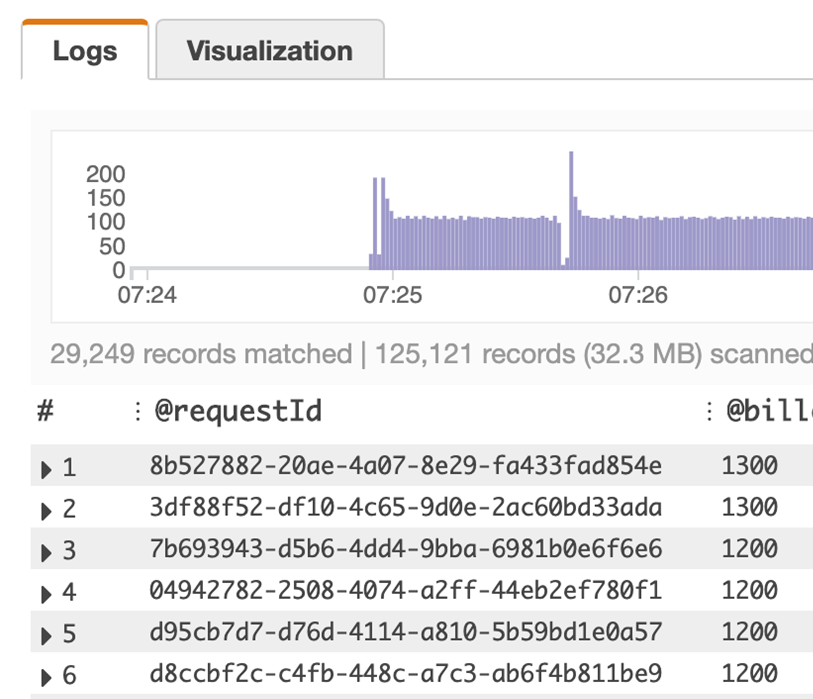 Logs Visualization
200
150
100
50
0
07:24 07:25 07:26
29,249 records matched | 125,121 records (32.3 MB) scanned
# : @requestId : @bill
1 8b527882-20ae-4a07-8e29-fa433fad854e 1300
2 3df88f52-df10-4c65-9d0e-2ac60bd33ada 1300
3 7b693943-d5b6-4dd4-9bba-6981b0e6f6e6 1200
4 04942782-2508-4074-a2ff-44eb2ef780f1 1200
5 d95cb7d7-d76d-4114-a810-5b59bd1e0a57 1200
6 d8ccbf2c-c4fb-448c-a7c3-ab6f4b811be9 1200